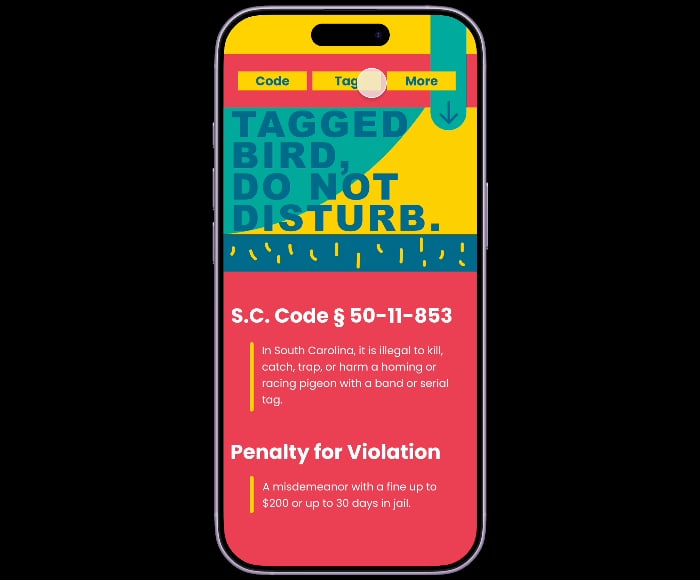 Code Tag More
TAGGED
BIRD,
DO NOT
DISTURB.
S.C. Code § 50-11-853
In South Carolina, it is illegal to kill,
catch, trap, or harm a homing or
racing pigeon with a band or serial
tag.
Penalty for Violation
A misdemeanor with a fine up to
$200 or up to 30 days in jail.